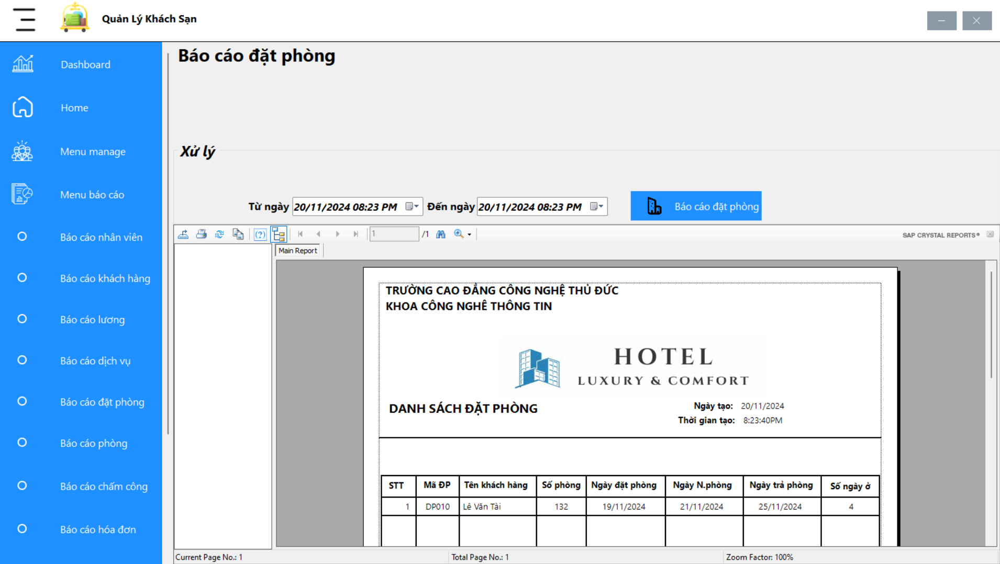 Quản Lý Khách Sạn
Dashboard
Home
Menu manage
Menu báo cáo
Báo cáo nhân viên
Báo cáo khách hàng
Báo cáo lương
Báo cáo dịch vụ
Báo cáo đặt phòng
Báo cáo phòng
Báo cáo chấm công
Báo cáo hóa đơn
Báo cáo đặt phòng
Xử lý
Từ ngày 20/11/2024 08:23 PM Đến ngày 20/11/2024 08:23 PM Báo cáo đặt phòng
1 /1 SAP CRYSTAL REPORTS®
Main Report
TRƯỜNG CAO ĐẲNG CÔNG NGHỆ THỦ ĐỨC
KHOA CÔNG NGHÊ THÔNG TIN
HOTEL
LUXURY & COMFORT
DANH SÁCH ĐẶT PHÒNG
Ngày tạo: 20/11/2024
Thời gian tạo: 8:23:40PM
STT Mã ĐP Tên khách hàng Số phòng Ngày đặt phòng Ngày N.phòng Ngày trả phòng Số ngày ở
1 DP010 Lê Văn Tài 132 19/11/2024 21/11/2024 25/11/2024 4
Current Page No.: 1 Total Page No.: 1 Zoom Factor: 100%